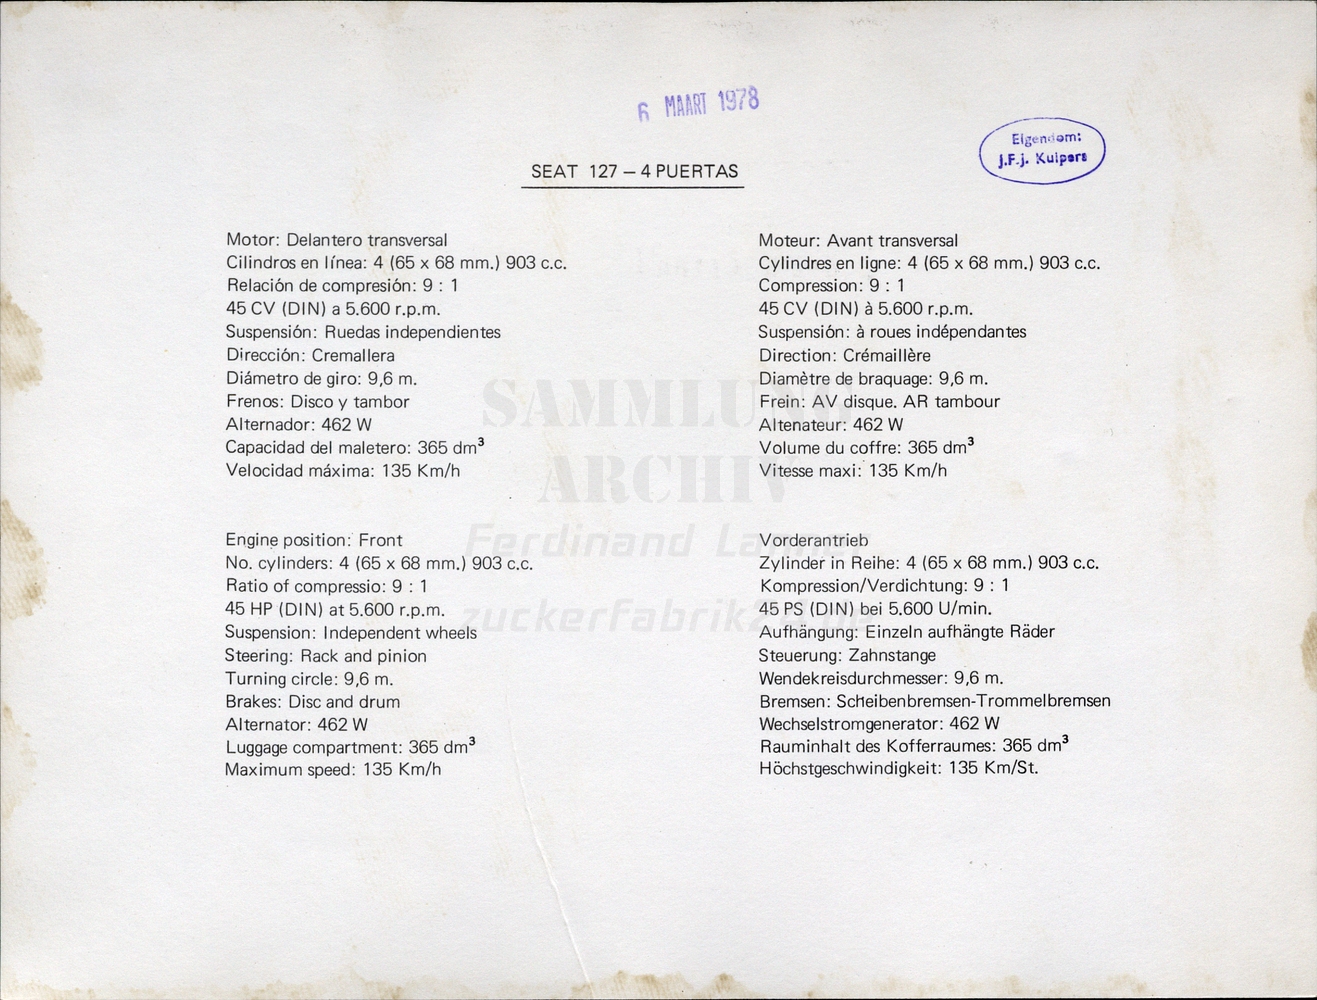 6 MAART 1978
Eigendom:
J.F.j. Kuipers
SEAT 127 – 4 PUERTAS
Motor: Delantero transversal
Cilindros en línea: 4 (65 x 68 mm.) 903 c.c.
Relación de compresión: 9 : 1
45 CV (DIN) a 5.600 r.p.m.
Suspensión: Ruedas independientes
Dirección: Cremallera
Diámetro de giro: 9,6 m.
Frenos: Disco y tambor
Alternador: 462 W
Capacidad del maletero: 365 dm³
Velocidad máxima: 135 Km/h
Moteur: Avant transversal
Cylindres en ligne: 4 (65 x 68 mm.) 903 c.c.
Compression: 9 : 1
45 CV (DIN) à 5.600 r.p.m.
Suspensión: à roues indépendantes
Direction: Crémaillère
Diamètre de braquage: 9,6 m.
Frein: AV disque. AR tambour
Altenateur: 462 W
Volume du coffre: 365 dm³
Vitesse maxi: 135 Km/h
Engine position: Front
No. cylinders: 4 (65 x 68 mm.) 903 c.c.
Ratio of compressio: 9 : 1
45 HP (DIN) at 5.600 r.p.m.
Suspension: Independent wheels
Steering: Rack and pinion
Turning circle: 9,6 m.
Brakes: Disc and drum
Alternator: 462 W
Luggage compartment: 365 dm³
Maximum speed: 135 Km/h
Vorderantrieb
Zylinder in Reihe: 4 (65 x 68 mm.) 903 c.c.
Kompression/Verdichtung: 9 : 1
45 PS (DIN) bei 5.600 U/min.
Aufhängung: Einzeln aufhängte Räder
Steuerung: Zahnstange
Wendekreisdurchmesser: 9,6 m.
Bremsen: Scheibenbremsen-Trommelbremsen
Wechselstromgenerator: 462 W
Rauminhalt des Kofferraumes: 365 dm³
Höchstgeschwindigkeit: 135 Km/St.
SAMMLUNG
ARCHIV
Ferdinand
zuckerfabrik24.de